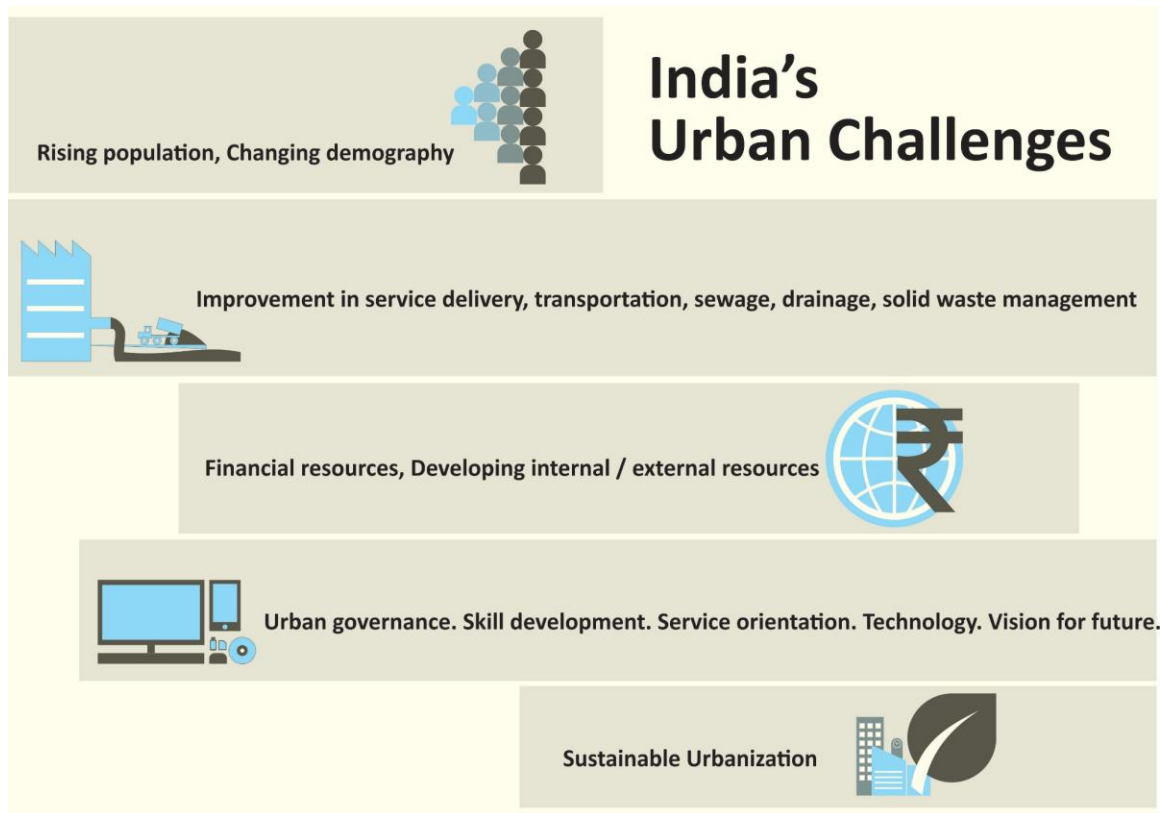 India's
Urban Challenges
Rising population, Changing demography
Improvement in service delivery, transportation, sewage, drainage, solid waste management
Financial resources, Developing internal / external resources
Urban governance. Skill development. Service orientation. Technology. Vision for future.
Sustainable Urbanization